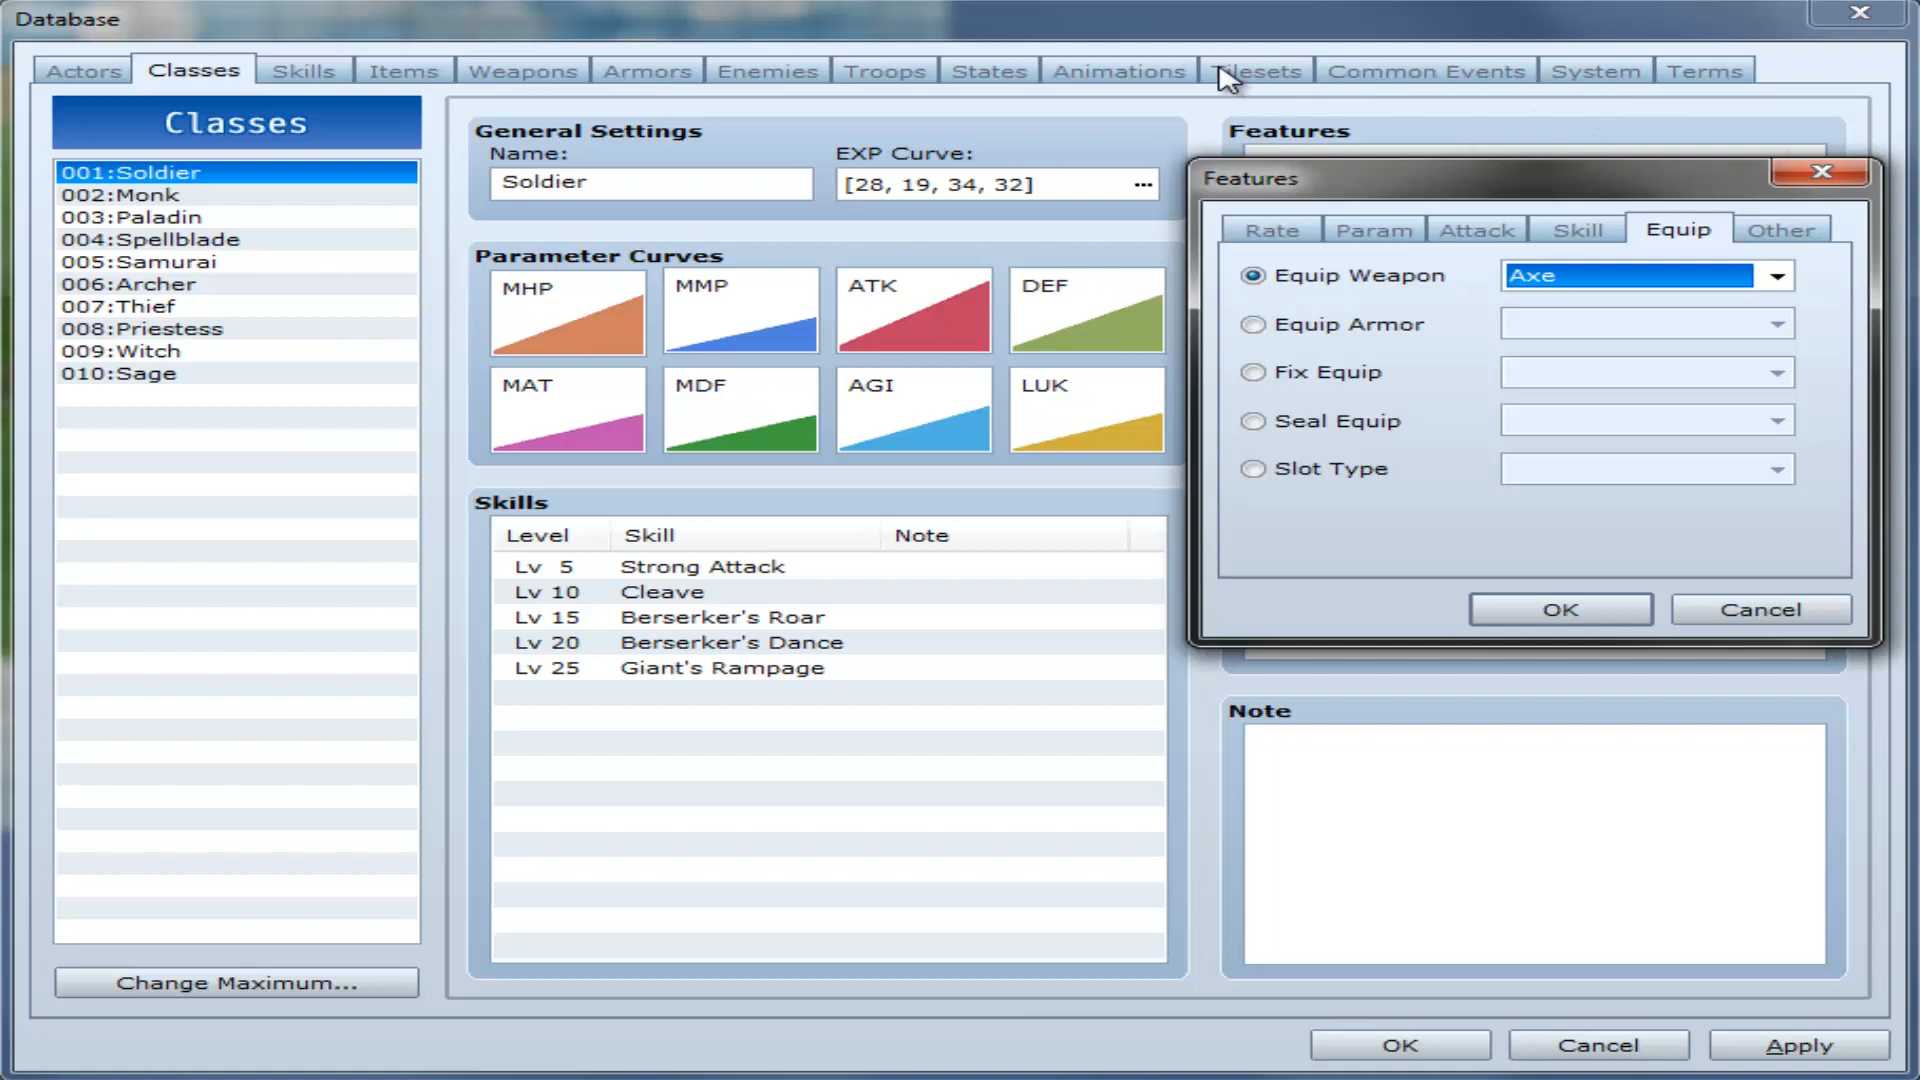 Database
Actors Classes Skills Items Weapons Armors Enemies Troops States Animations Tilesets Common Events System Terms
Classes
001:Soldier
002:Monk
003:Paladin
004:Spellblade
005:Samurai
006:Archer
007:Thief
008:Priestess
009:Witch
010:Sage
Change Maximum...
General Settings
Name: EXP Curve:
Soldier [28, 19, 34, 32] ...
Parameter Curves
MHP MMP ATK DEF
MAT MDF AGI LUK
Skills
Level Skill Note
Lv 5 Strong Attack
Lv 10 Cleave
Lv 15 Berserker's Roar
Lv 20 Berserker's Dance
Lv 25 Giant's Rampage
Features
Features
Rate Param Attack Skill Equip Other
Equip Weapon Axe
Equip Armor
Fix Equip
Seal Equip
Slot Type
OK Cancel
Note
OK Cancel Apply